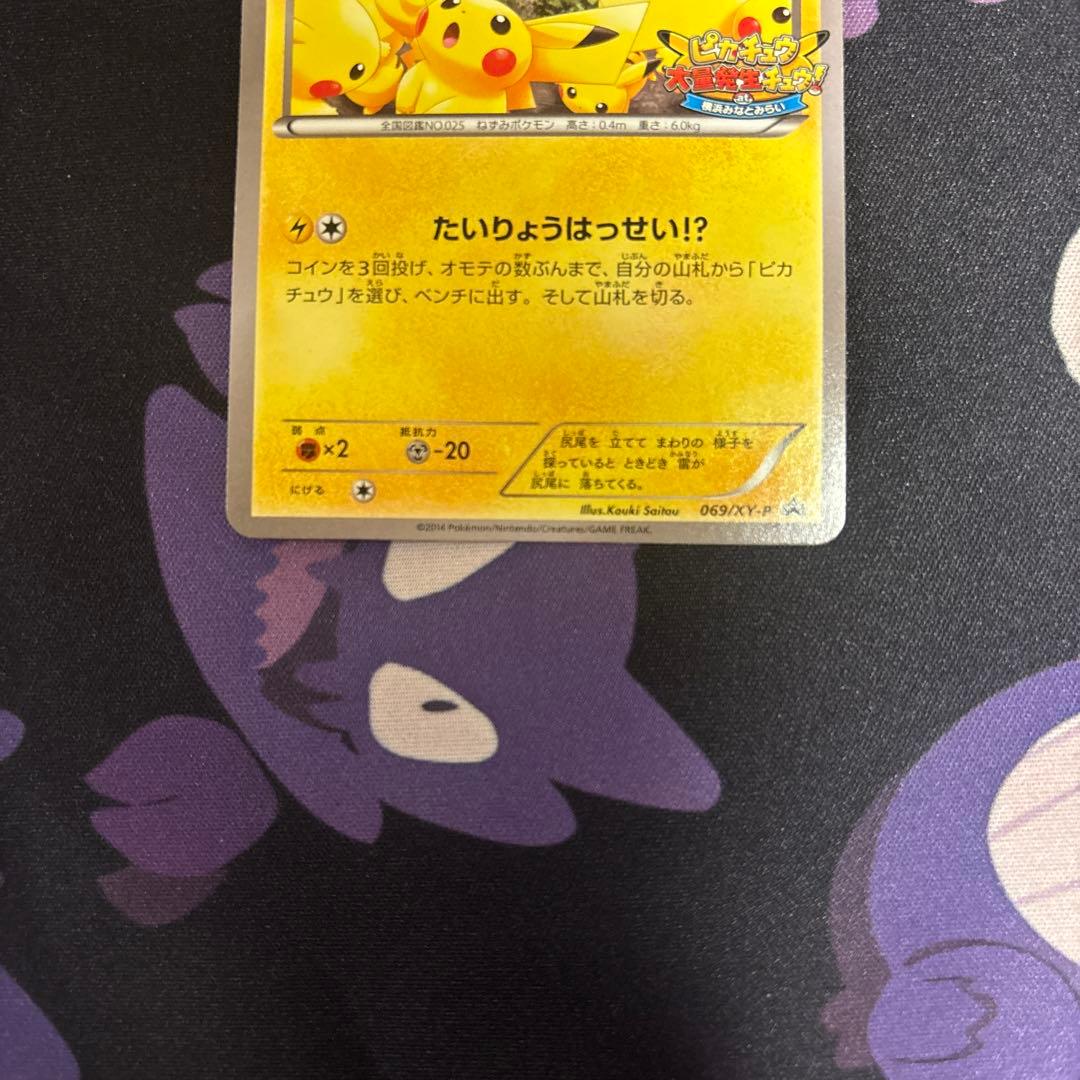 ピカチュウ
大量発生チュウ!
at
横浜みなとみらい
全国図鑑NO.025 ねずみポケモン 高さ:0.4m 重さ:6.0kg
たいりょうはっせい!?
コインを3回投げ、オモテの数ぶんまで、自分の山札から「ピカ
チュウ」を選び、ベンチに出す。そして山札を切る。
弱点 抵抗力
×2 -20
にげる
尻尾を 立てて まわりの 様子を
探っていると ときどき 雷が
尻尾に 落ちてくる。
Illus.Kouki Saitou 069/XY-P
©2014 Pokémon/Nintendo/Creatures/GAME FREAK.